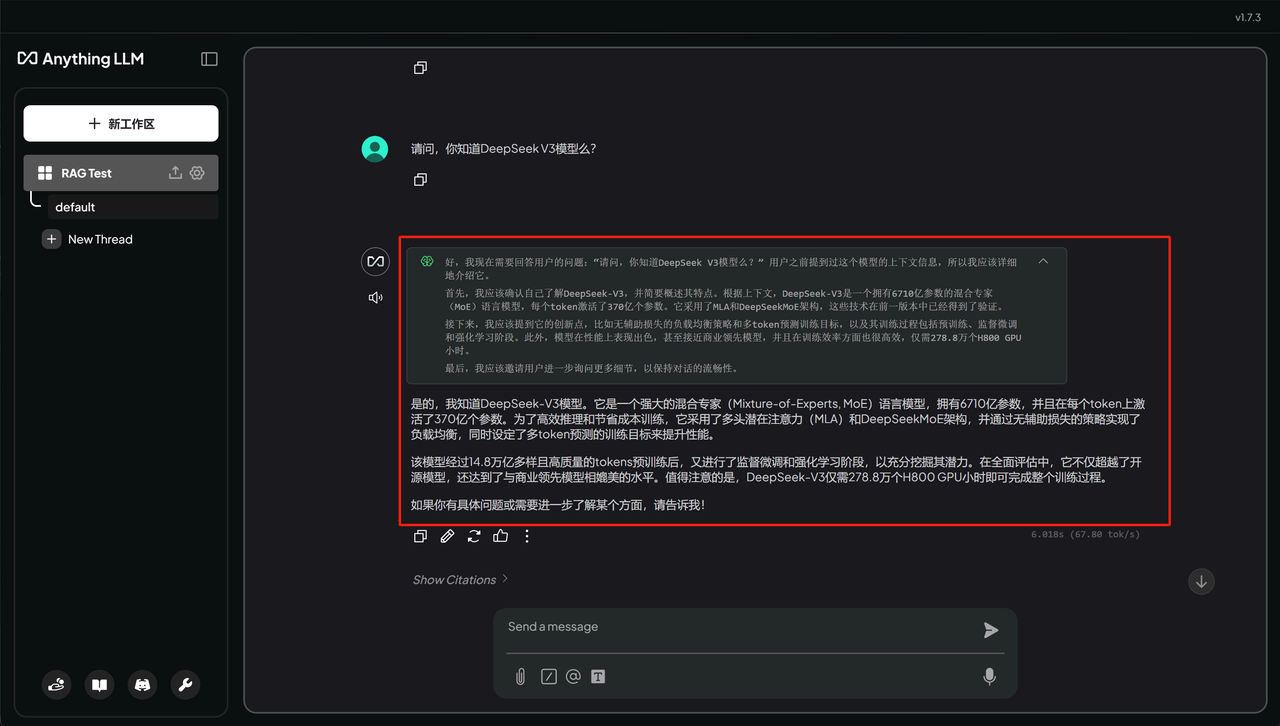 v1.7.3
Anything LLM
新工作区
RAG Test
default
New Thread
请问，你知道DeepSeek V3模型么？
好，我现在需要回答用户的问题：“请问，你知道DeepSeek V3模型么？” 用户之前提到过这个模型的上下文信息，所以我应该详细
地介绍它。
首先，我应该确认自己了解DeepSeek-V3，并简要概述其特点。根据上下文，DeepSeek-V3是一个拥有6710亿参数的混合专家
（MoE）语言模型，每个token激活了370亿个参数。它采用了MLA和DeepSeekMoE架构，这些技术在前一版本中已经得到了验证。
接下来，我应该提到它的创新点，比如无辅助损失的负载均衡策略和多token预测训练目标，以及其训练过程包括预训练、监督微调
和强化学习阶段。此外，模型在性能上表现出色，甚至接近商业领先模型，并且在训练效率方面也很高效，仅需278.8万个H800 GPU
小时。
最后，我应该邀请用户进一步询问更多细节，以保持对话的流畅性。
是的，我知道DeepSeek-V3模型。它是一个强大的混合专家（Mixture-of-Experts, MoE）语言模型，拥有6710亿参数，并且在每个token上激
活了370亿个参数。为了高效推理和节省成本训练，它采用了多头潜在注意力（MLA）和DeepSeekMoE架构，并通过无辅助损失的策略实现了
负载均衡，同时设定了多token预测的训练目标来提升性能。
该模型经过14.8万亿多样且高质量的tokens预训练后，又进行了监督微调和强化学习阶段，以充分挖掘其潜力。在全面评估中，它不仅超越了开
源模型，还达到了与商业领先模型相媲美的水平。值得注意的是，DeepSeek-V3仅需278.8万个H800 GPU小时即可完成整个训练过程。
如果你有具体问题或需要进一步了解某个方面，请告诉我！
6.018s (67.80 tok/s)
Show Citations
Send a message